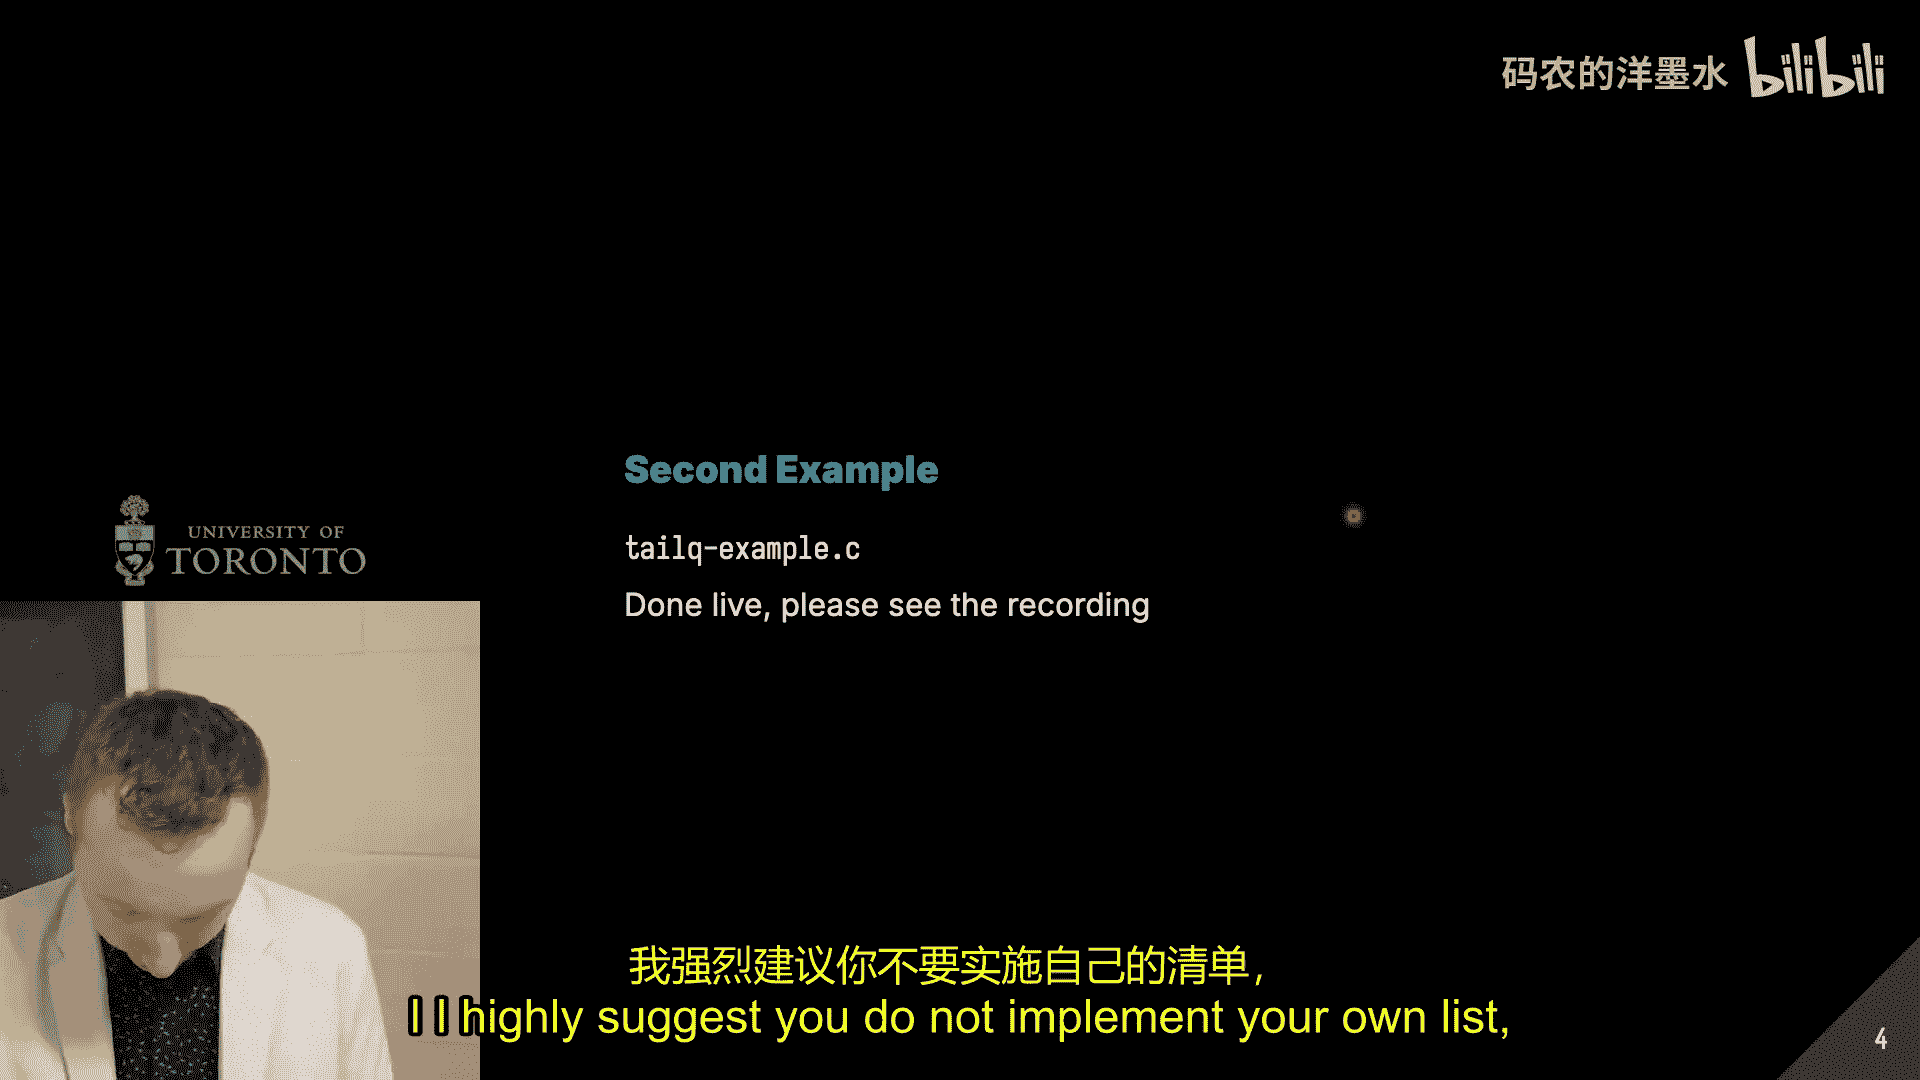 码农的洋墨水 bilibili
Second Example
UNIVERSITY OF
TORONTO
tailq-example.c
Done live, please see the recording
我强烈建议你不要实施自己的清单，
I I highly suggest you do not implement your own list,
4